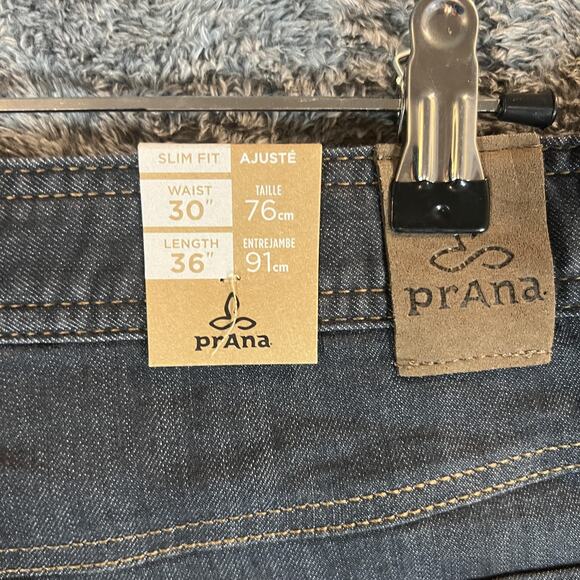 SLIM FIT AJUSTÉ
WAIST TAILLE
30" 76cm
LENGTH ENTREJAMBE
36" 91cm
prAna
prAna